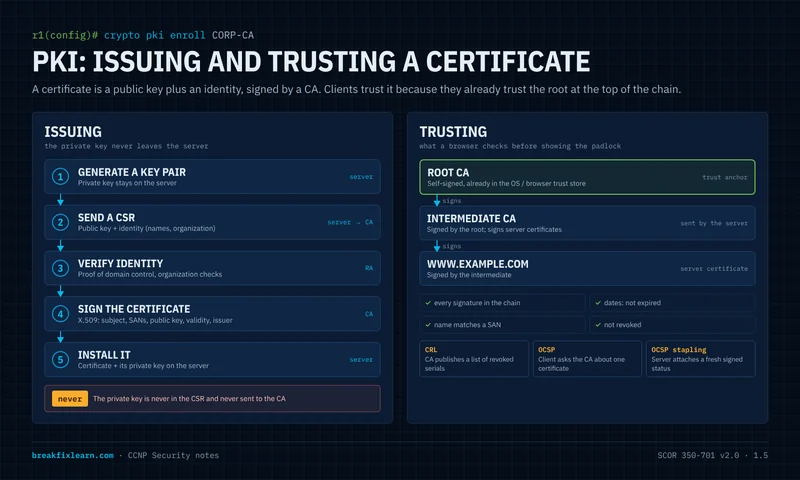 r1(config)# crypto pki enroll CORP-CA
PKI: ISSUING AND TRUSTING A CERTIFICATE
A certificate is a public key plus an identity, signed by a CA. Clients trust it because they already trust the root at the top of the chain.
ISSUING
the private key never leaves the server
1
GENERATE A KEY PAIR
Private key stays on the server
server
2
SEND A CSR
Public key + identity (names, organization)
server → CA
3
VERIFY IDENTITY
Proof of domain control, organization checks
RA
4
SIGN THE CERTIFICATE
X.509: subject, SANs, public key, validity, issuer
CA
5
INSTALL IT
Certificate + its private key on the server
server
never The private key is never in the CSR and never sent to the CA
TRUSTING
what a browser checks before showing the padlock
ROOT CA
Self-signed, already in the OS / browser trust store
trust anchor
signs
INTERMEDIATE CA
Signed by the root; signs server certificates
sent by the server
signs
WWW.EXAMPLE.COM
Signed by the intermediate
server certificate
✓ every signature in the chain
✓ dates: not expired
✓ name matches a SAN
✓ not revoked
CRL
CA publishes a list of revoked
serials
OCSP
Client asks the CA about one
certificate
OCSP stapling
Server attaches a fresh signed
status
breakfixlearn.com · CCNP Security notes
SCOR 350-701 v2.0 · 1.5